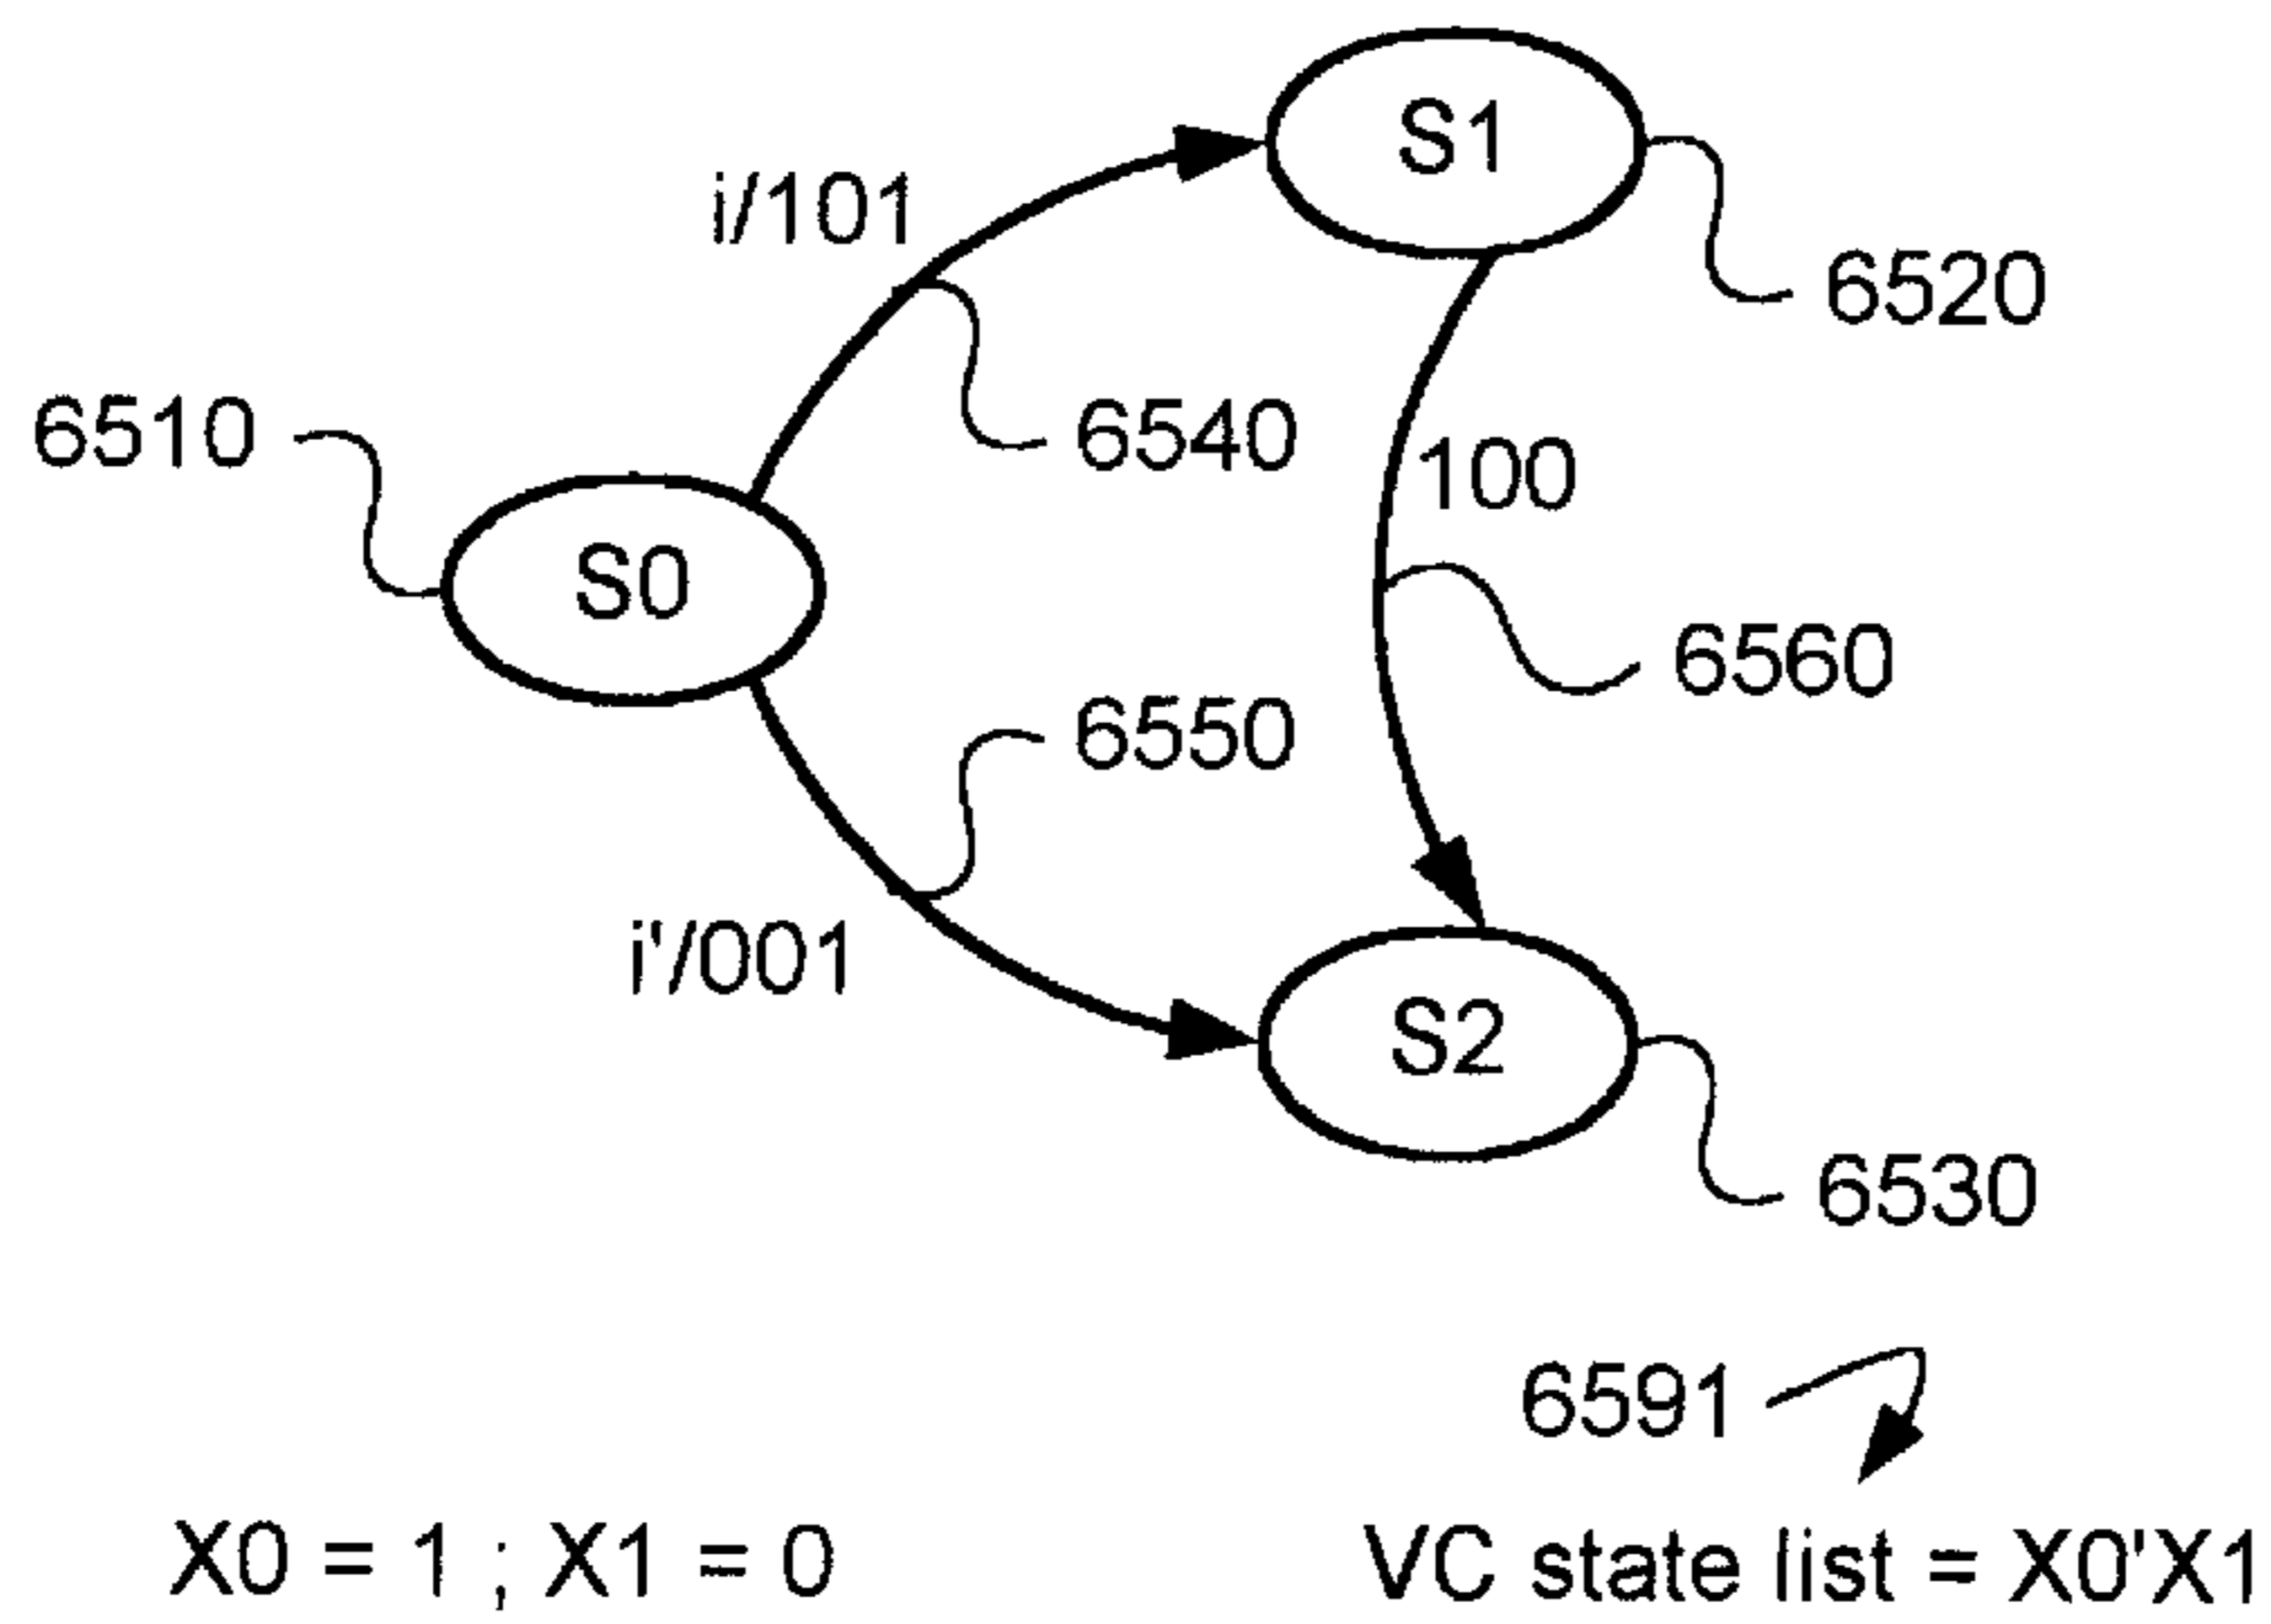 S1
i/101
6520
6510
6540
100
S0
6560
6550
i'/001
S2
6530
6591
X0 = 1 ; X1 = 0
VC state list = X0'X1